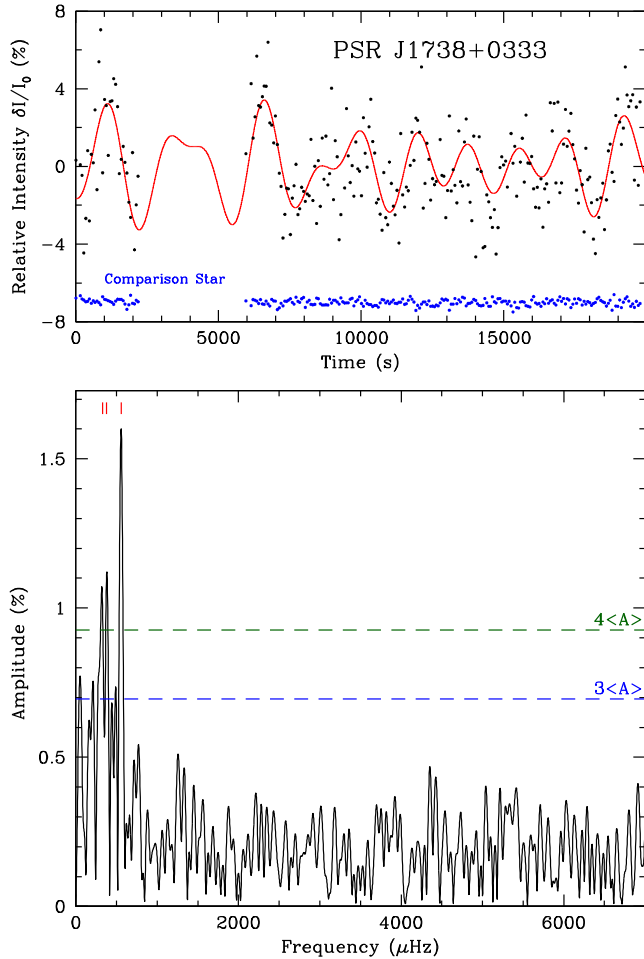 8
4
0
−4
−8
Relative Intensity δI/I₀ (%)
PSR J1738+0333
Comparison Star
0 5000 10000 15000
Time (s)
1.5
1
0.5
0
Amplitude (%)
4<A>
3<A>
0 2000 4000 6000
Frequency (μHz)